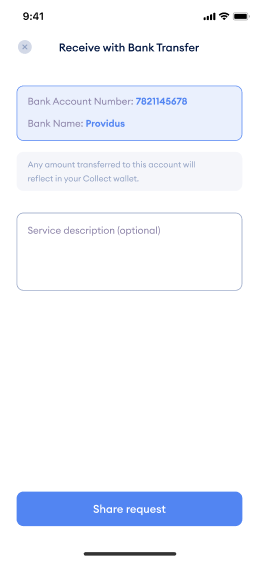 9:41
Receive with Bank Transfer
Bank Account Number: 7821145678
Bank Name: Providus
Any amount transferred to this account will
reflect in your Collect wallet.
Service description (optional)
Share request